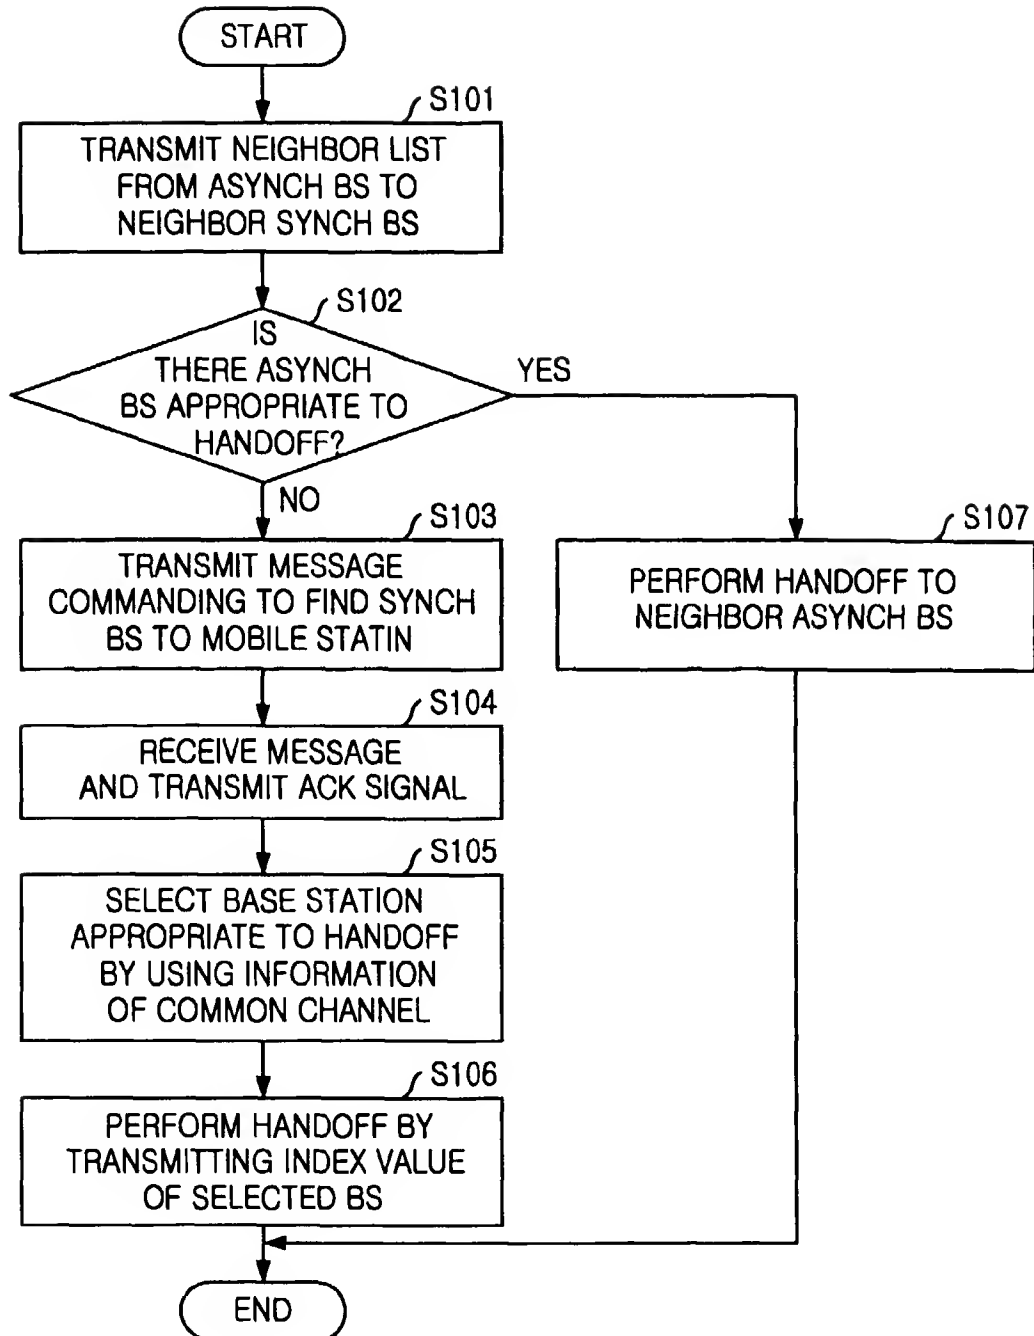 START
S101
TRANSMIT NEIGHBOR LIST
FROM ASYNCH BS TO
NEIGHBOR SYNCH BS
S102
IS
THERE ASYNCH
BS APPROPRIATE TO
HANDOFF?
YES
NO
S103
TRANSMIT MESSAGE
COMMANDING TO FIND SYNCH
BS TO MOBILE STATIN
S107
PERFORM HANDOFF TO
NEIGHBOR ASYNCH BS
S104
RECEIVE MESSAGE
AND TRANSMIT ACK SIGNAL
S105
SELECT BASE STATION
APPROPRIATE TO HANDOFF
BY USING INFORMATION
OF COMMON CHANNEL
S106
PERFORM HANDOFF BY
TRANSMITTING INDEX VALUE
OF SELECTED BS
END